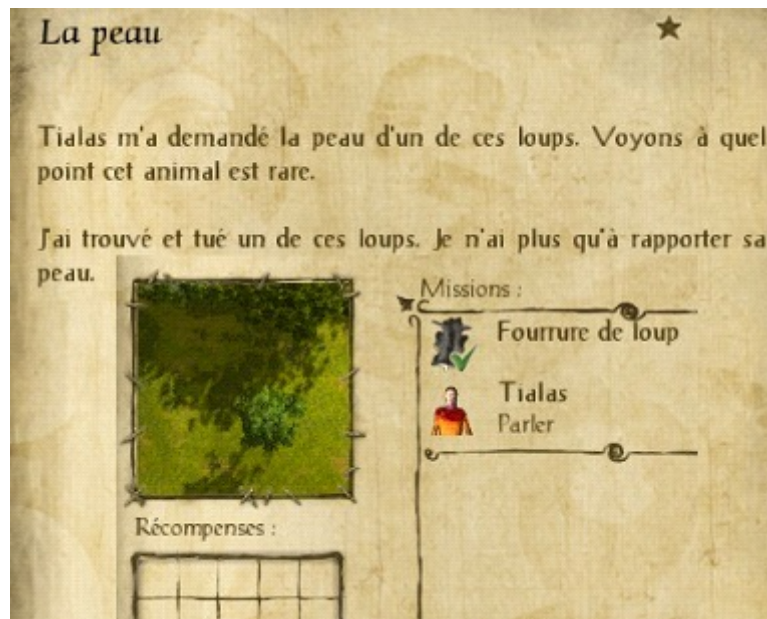 La peau
Tialas m'a demandé la peau d'un de ces loups. Voyons à quel
point cet animal est rare.
J'ai trouvé et tué un de ces loups. Je n'ai plus qu'à rapporter sa
peau.
Missions :
Fourrure de loup
Tialas
Parler
Récompenses :